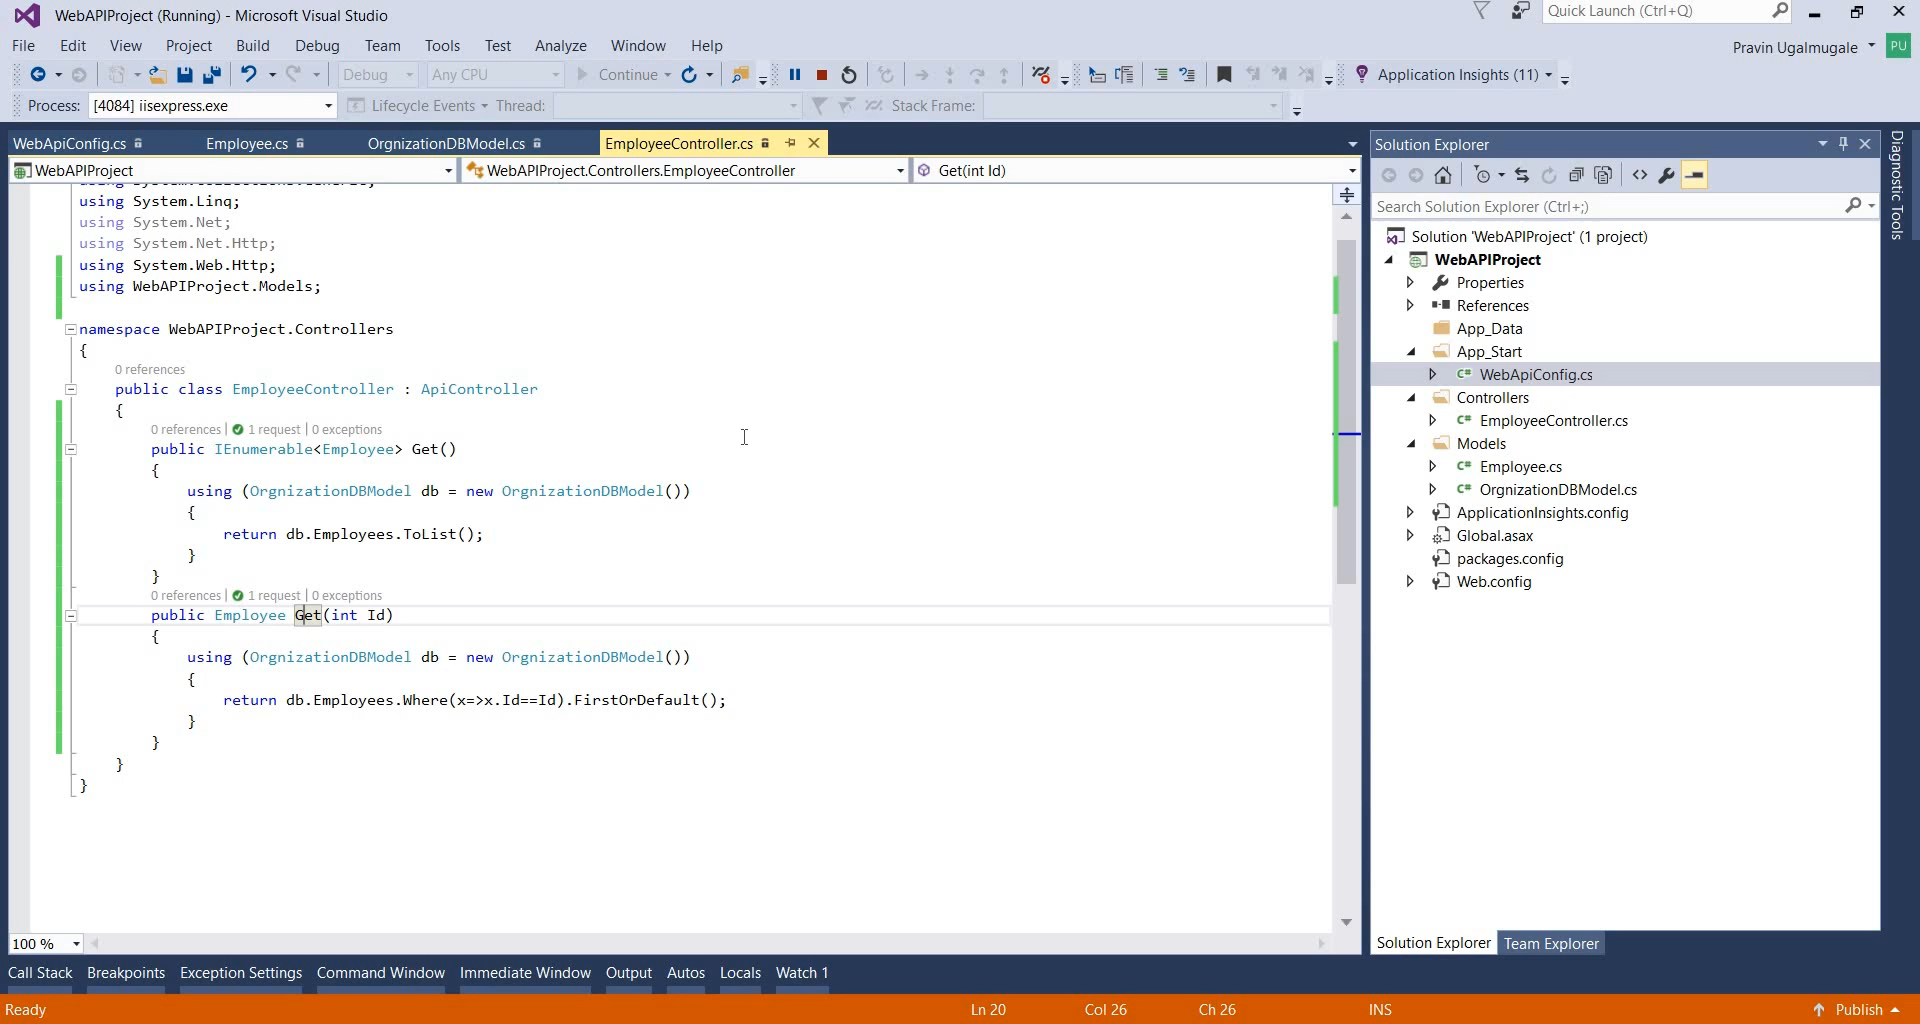 WebAPIProject (Running) - Microsoft Visual Studio
Quick Launch (Ctrl+Q)
File Edit View Project Build Debug Team Tools Test Analyze Window Help
Pravin Ugalmugale PU
Debug Any CPU Continue Application Insights (11)
Process: [4084] iisexpress.exe Lifecycle Events Thread: Stack Frame:
WebApiConfig.cs Employee.cs OrgnizationDBModel.cs EmployeeController.cs
WebAPIProject WebAPIProject.Controllers.EmployeeController Get(int Id)
using System.Collections.Generic;
using System.Linq;
using System.Net;
using System.Net.Http;
using System.Web.Http;
using WebAPIProject.Models;
namespace WebAPIProject.Controllers
{
0 references
public class EmployeeController : ApiController
{
0 references | 1 request | 0 exceptions
public IEnumerable<Employee> Get()
{
using (OrgnizationDBModel db = new OrgnizationDBModel())
{
return db.Employees.ToList();
}
}
0 references | 1 request | 0 exceptions
public Employee Get(int Id)
{
using (OrgnizationDBModel db = new OrgnizationDBModel())
{
return db.Employees.Where(x=>x.Id==Id).FirstOrDefault();
}
}
}
}
100 %
Solution Explorer
Search Solution Explorer (Ctrl+;)
Solution 'WebAPIProject' (1 project)
WebAPIProject
Properties
References
App_Data
App_Start
C# WebApiConfig.cs
Controllers
C# EmployeeController.cs
Models
C# Employee.cs
C# OrgnizationDBModel.cs
ApplicationInsights.config
Global.asax
packages.config
Web.config
Solution Explorer Team Explorer
Diagnostic Tools
Call Stack Breakpoints Exception Settings Command Window Immediate Window Output Autos Locals Watch 1
Ready Ln 20 Col 26 Ch 26 INS Publish